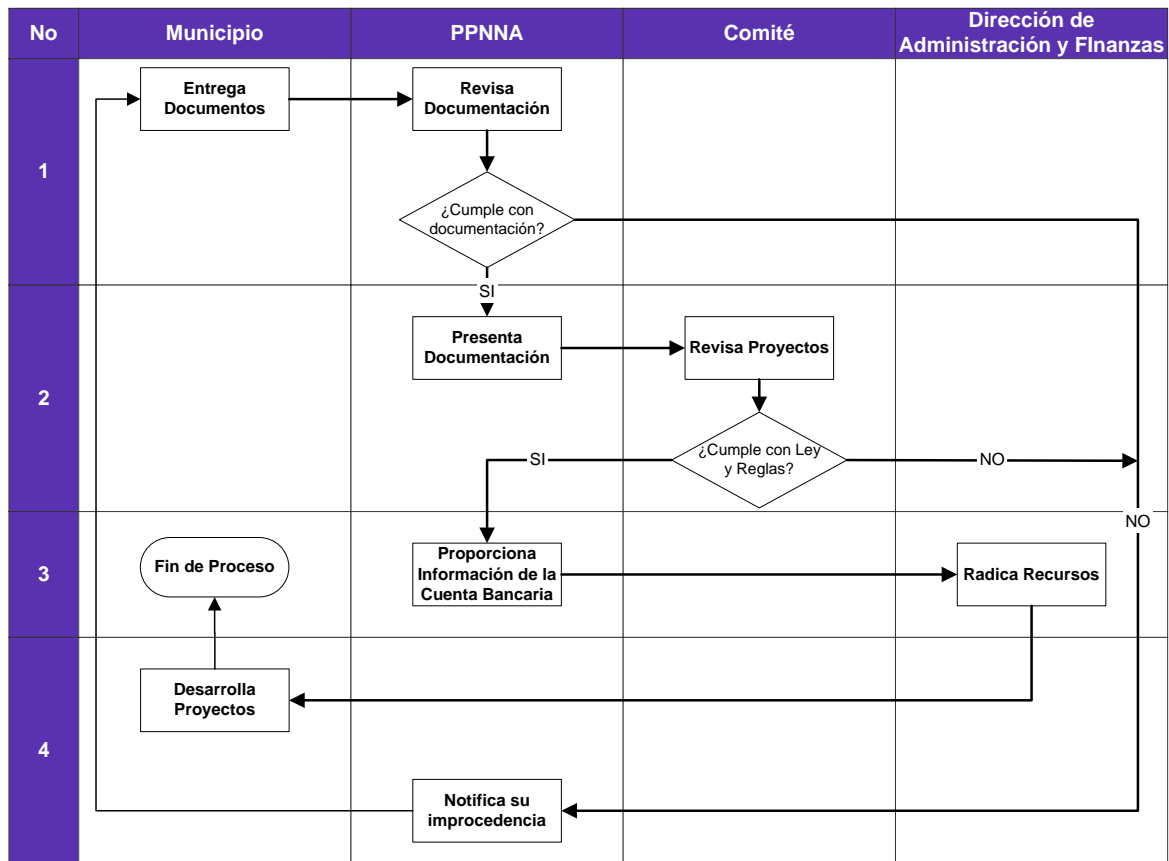 No
Municipio
PPNNA
Comité
Dirección de
Administración y FInanzas
1
Entrega
Documentos
Revisa
Documentación
¿Cumple con
documentación?
SI
2
Presenta
Documentación
Revisa Proyectos
¿Cumple con Ley
y Reglas?
SI
NO
NO
3
Fin de Proceso
Proporciona
Información de la
Cuenta Bancaria
Radica Recursos
4
Desarrolla
Proyectos
Notifica su
improcedencia